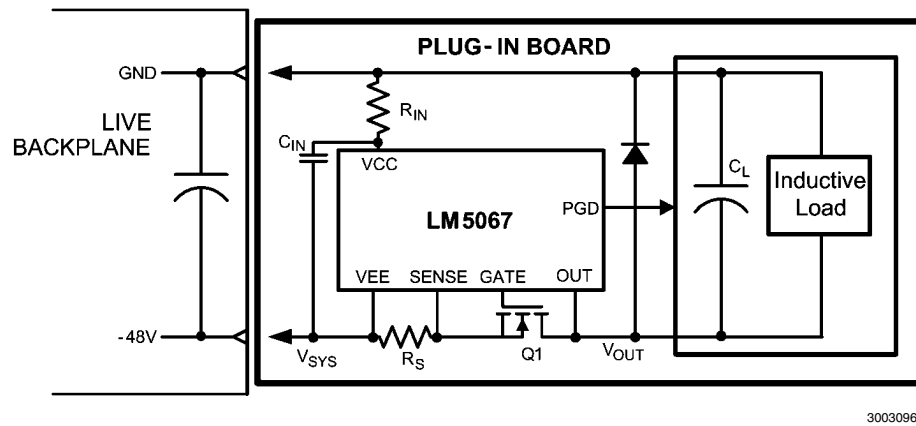 PLUG-IN BOARD
GND
LIVE
BACKPLANE
RIN
CIN
VCC
LM5067
PGD
CL
Inductive
Load
VEE SENSE GATE OUT
-48V
VSYS
RS
Q1
VOUT
3003096